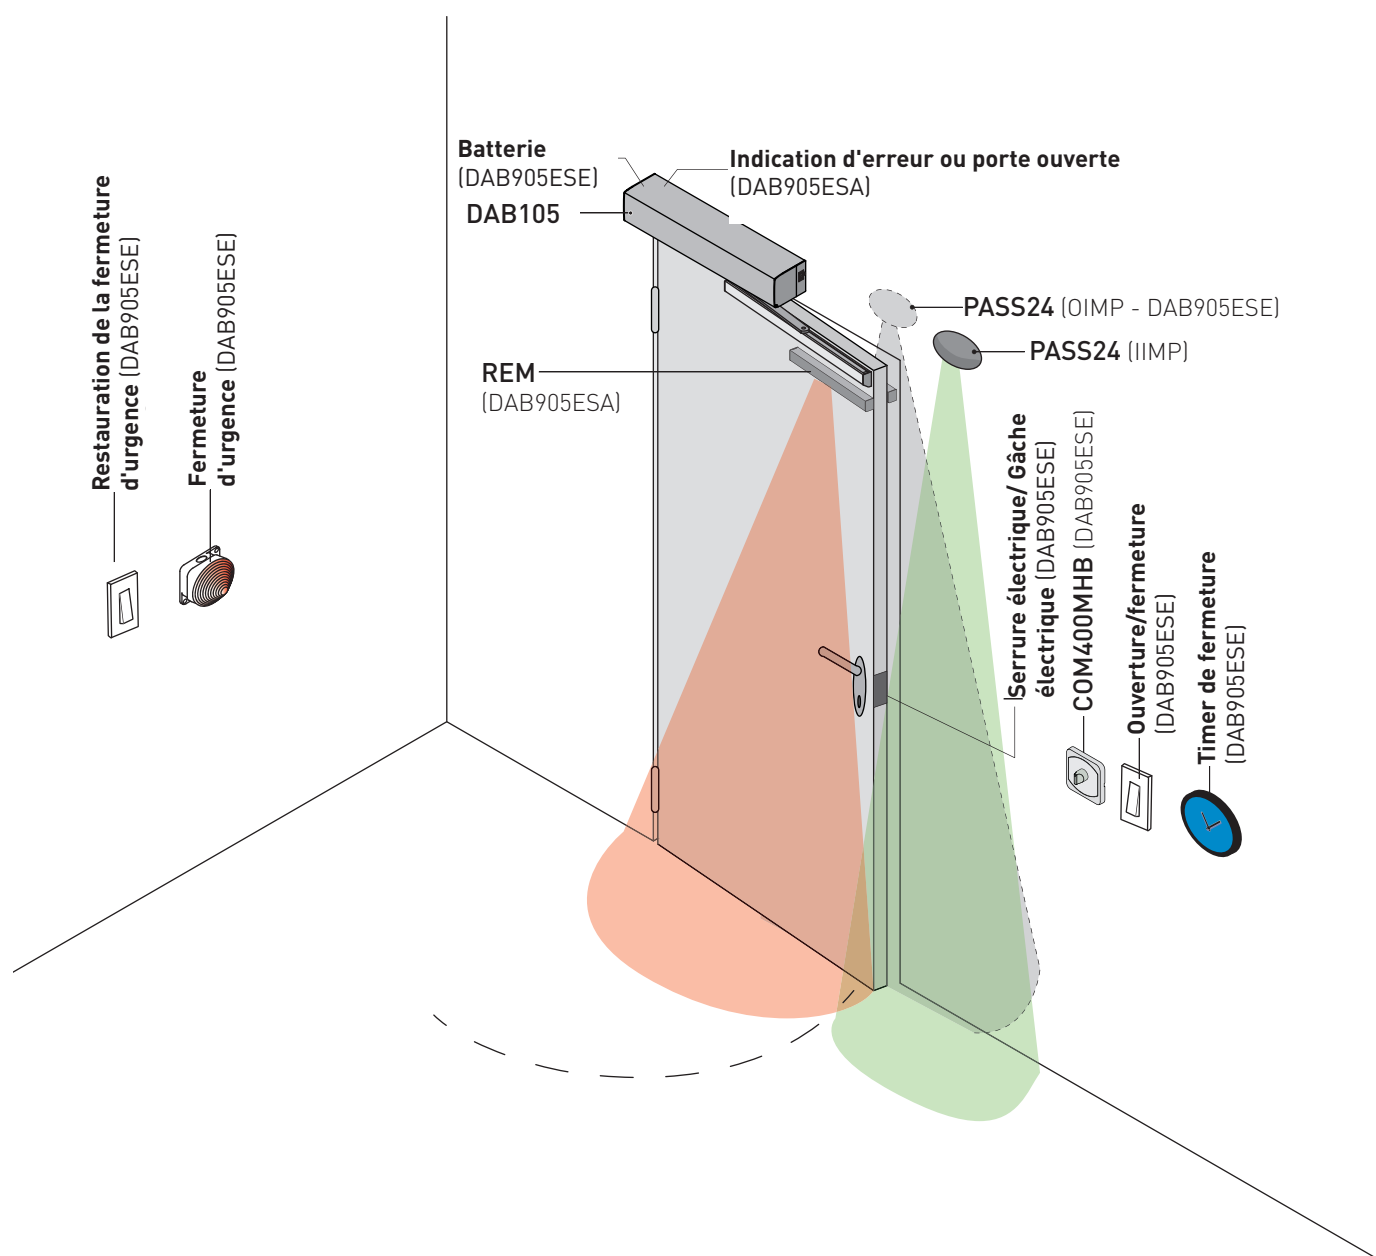 Batterie
(DAB905ESE)
Indication d'erreur ou porte ouverte
(DAB905ESA)
DAB105
Restauration de la fermeture
d'urgence (DAB905ESE)
Fermeture
d'urgence (DAB905ESE)
PASS24 (OIMP - DAB905ESE)
PASS24 (IIMP)
REM
(DAB905ESA)
Serrure électrique/ Gâche
électrique (DAB905ESE)
COM400MHB (DAB905ESE)
Ouverture/fermeture
(DAB905ESE)
Timer de fermeture
(DAB905ESE)